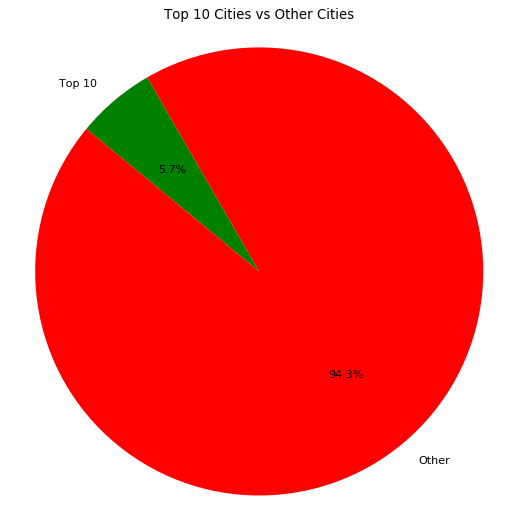 Top 10 Cities vs Other Cities
Top 10
5.7%
94.3%
Other